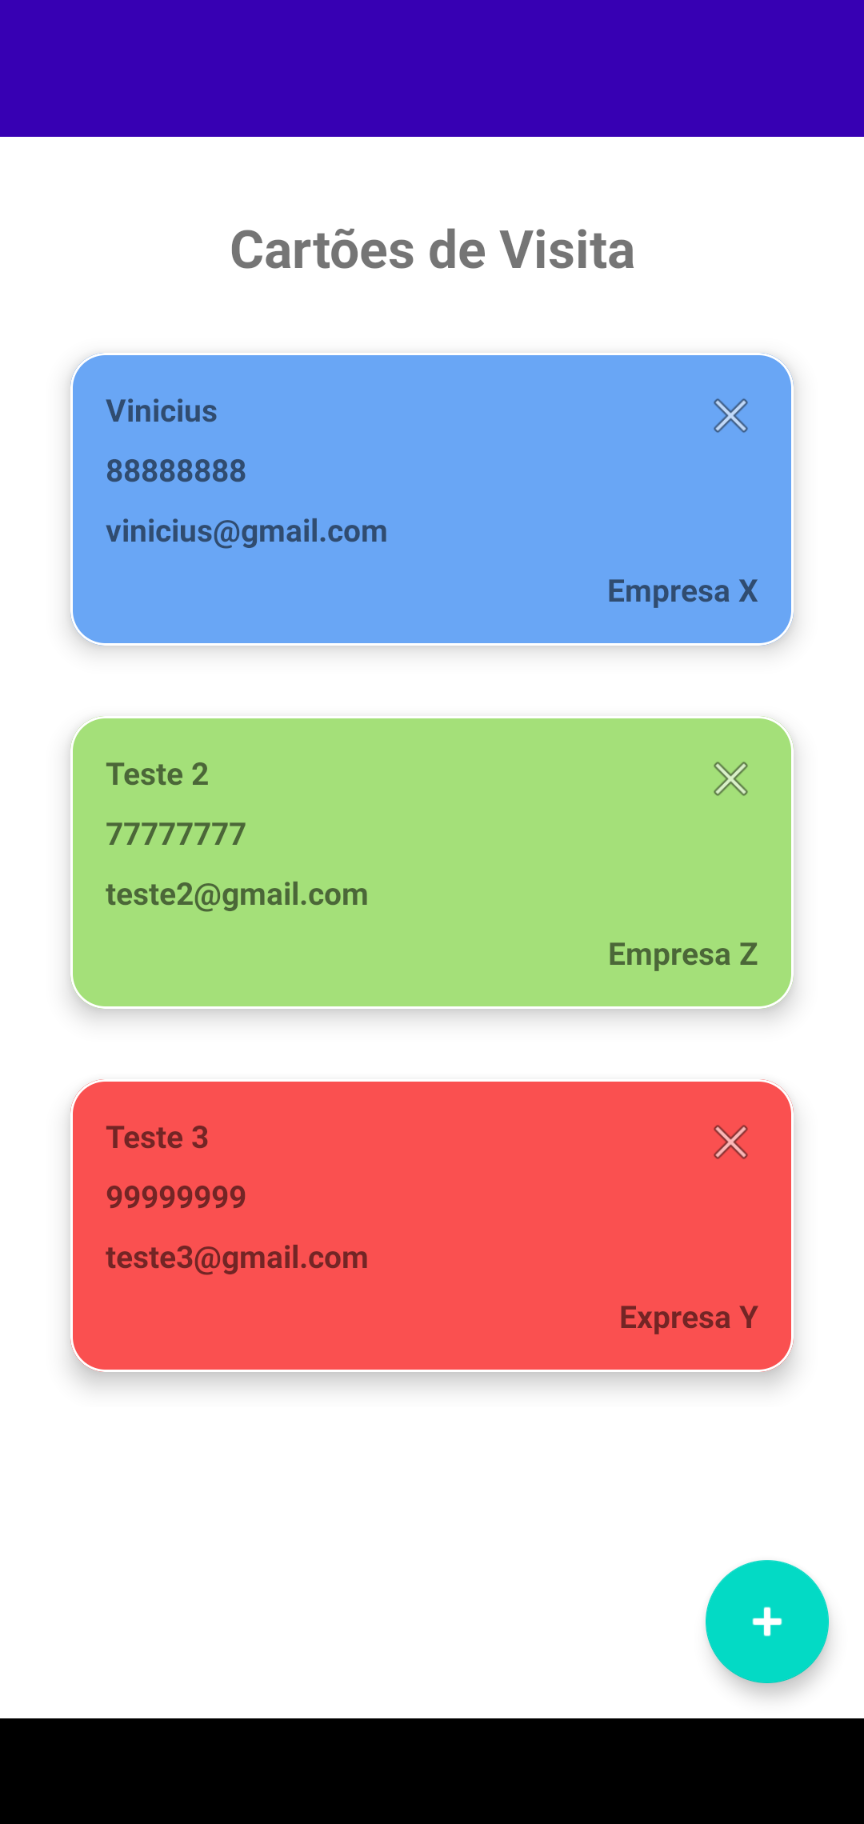 Cartões de Visita
Vinicius
88888888
vinicius@gmail.com
Empresa X
Teste 2
77777777
teste2@gmail.com
Empresa Z
Teste 3
99999999
teste3@gmail.com
Expresa Y